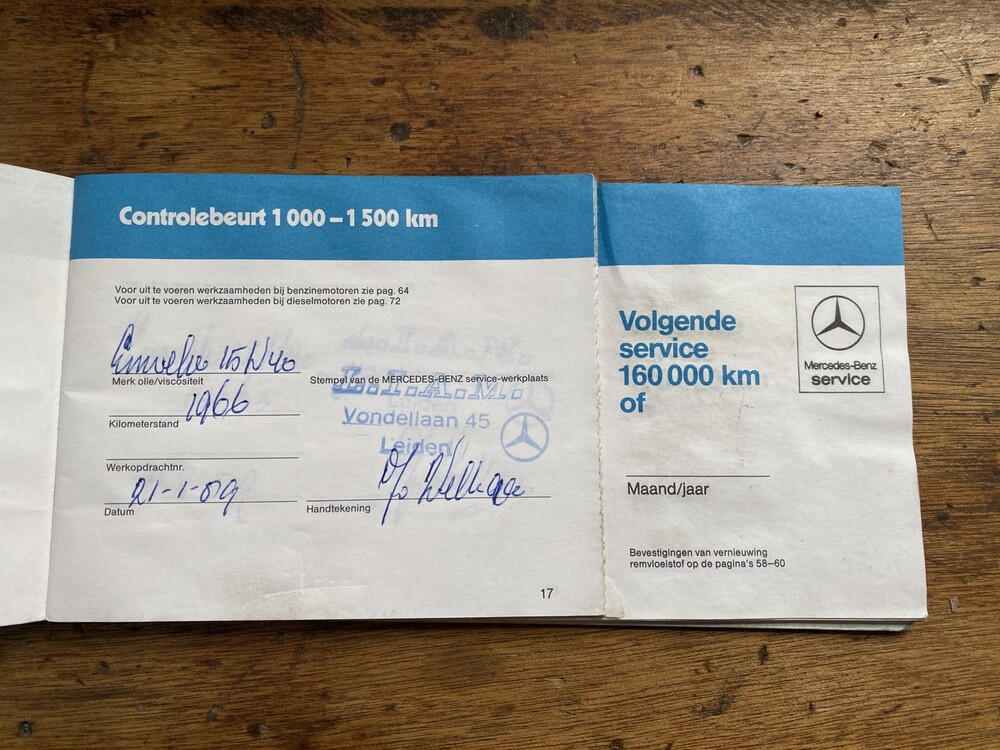 Controlebeurt 1 000 – 1 500 km
Voor uit te voeren werkzaamheden bij benzinemotoren zie pag. 64
Voor uit te voeren werkzaamheden bij dieselmotoren zie pag. 72
15W40
Merk olie/viscositeit
1966
Kilometerstand
Werkopdrachtnr.
Datum
Stempel van de MERCEDES-BENZ service-werkplaats
L.I.A.M.
Vondellaan 45
Leiden
Handtekening
17
Volgende
service
160 000 km
of
Maand/jaar
Bevestigingen van vernieuwing
remvloeistof op de pagina's 58–60
Mercedes-Benz
service